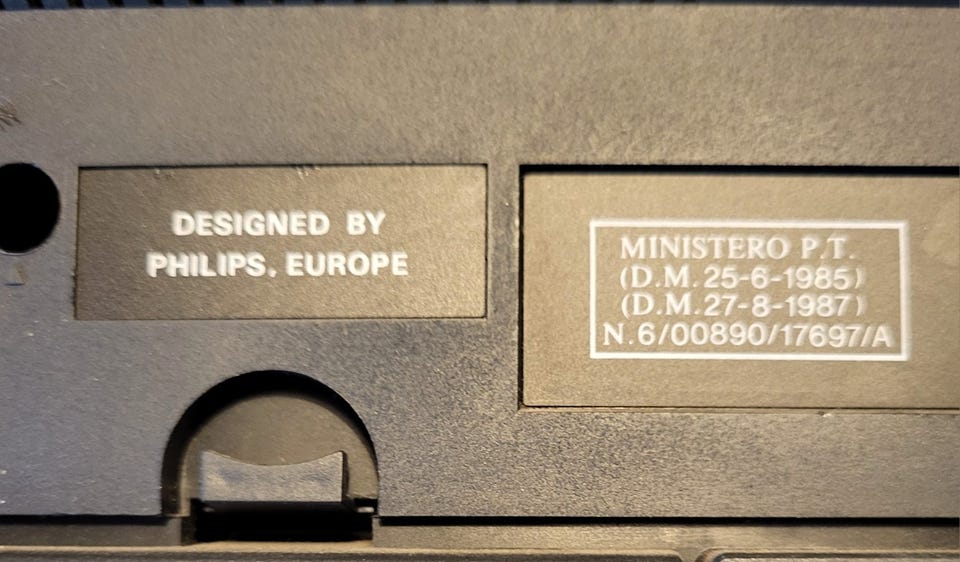 DESIGNED BY
PHILIPS, EUROPE
MINISTERO P.T.
(D.M. 25-6-1985)
(D.M. 27-8-1987)
N.6/00890/17697/A